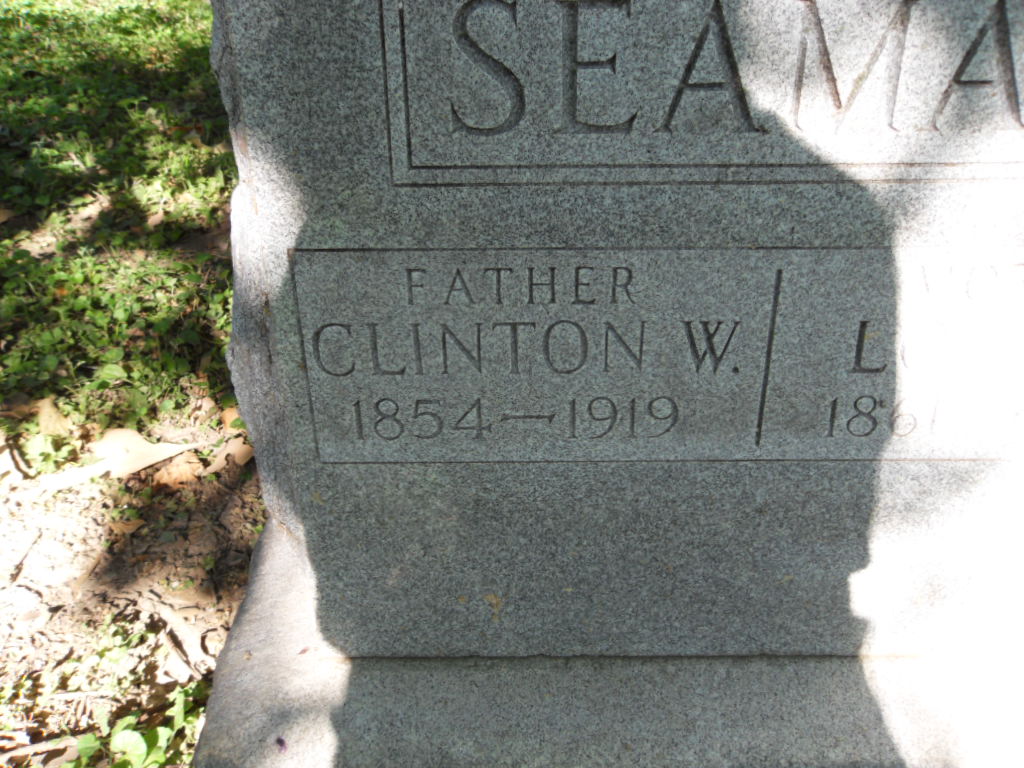 SEAMA
FATHER
CLINTON W.
1854—1919